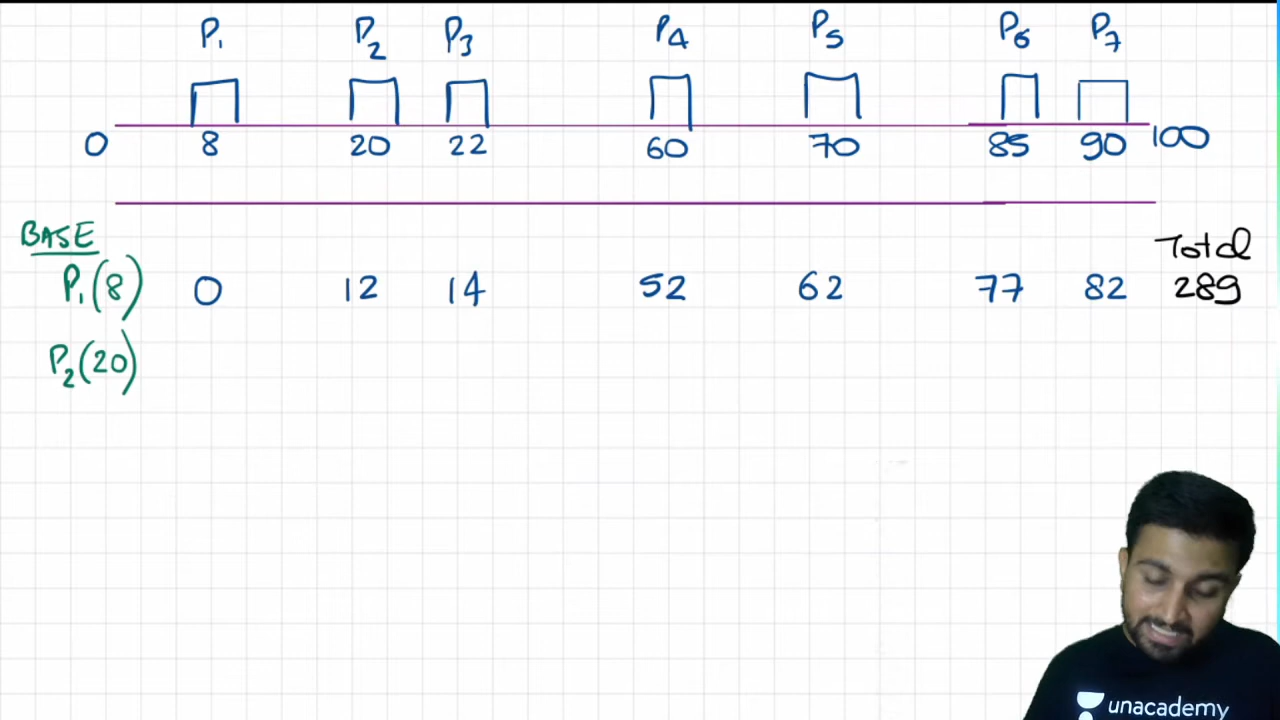 P₁ P₂ P₃ P₄ P₅ P₆ P₇
0 8 20 22 60 70 85 90 100
BASE Total
P₁(8) 0 12 14 52 62 77 82 289
P₂(20)
unacademy